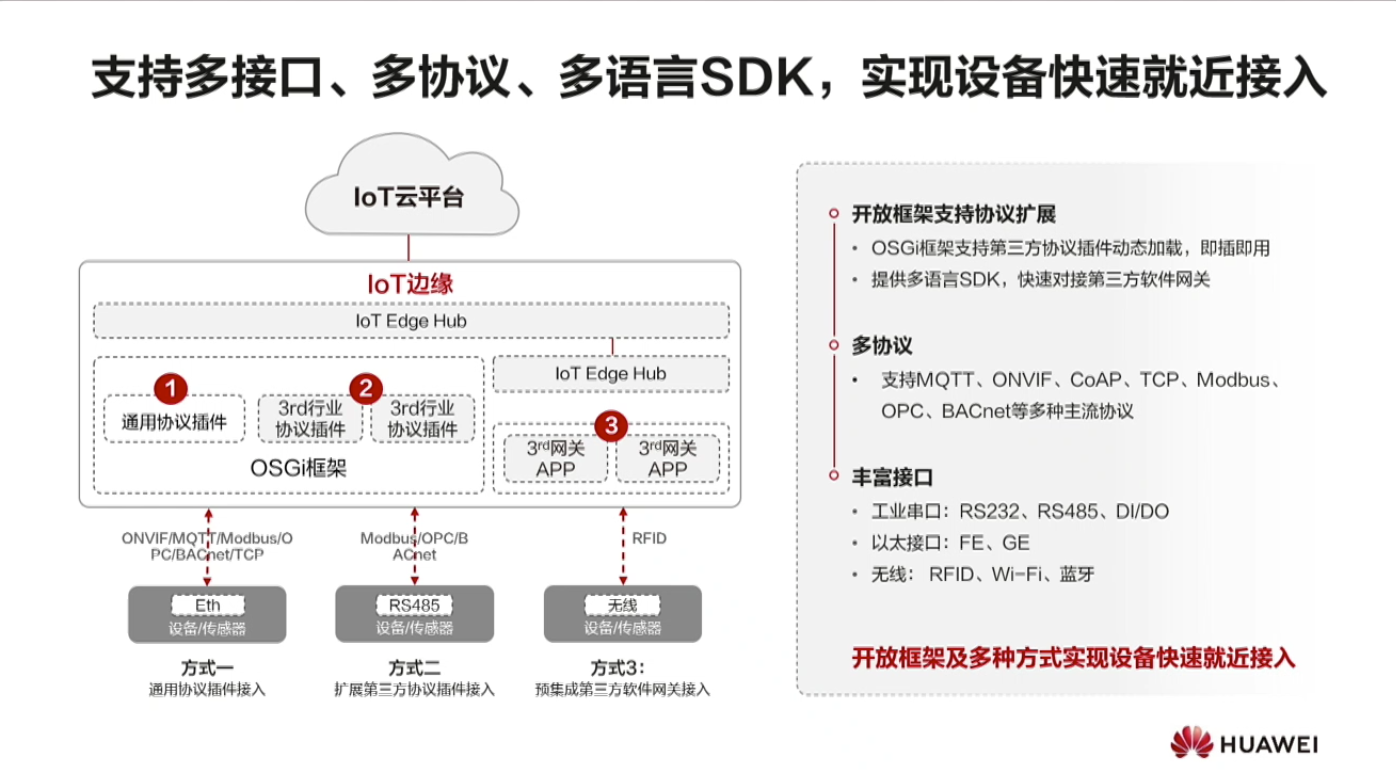 支持多接口、多协议、多语言SDK，实现设备快速就近接入
IoT云平台
IoT边缘
IoT Edge Hub
IoT Edge Hub
1
通用协议插件
2
3rd行业
协议插件
3rd行业
协议插件
OSGi框架
3
3rd网关
APP
3rd网关
APP
ONVIF/MQTT/Modbus/O
PC/BACnet/TCP
Modbus/OPC/B
ACnet
RFID
Eth
设备/传感器
RS485
设备/传感器
无线
设备/传感器
方式一
通用协议插件接入
方式二
扩展第三方协议插件接入
方式3：
预集成第三方软件网关接入
开放框架支持协议扩展
• OSGi框架支持第三方协议插件动态加载，即插即用
• 提供多语言SDK，快速对接第三方软件网关
多协议
• 支持MQTT、ONVIF、CoAP、TCP、Modbus、
OPC、BACnet等多种主流协议
丰富接口
• 工业串口：RS232、RS485、DI/DO
• 以太接口：FE、GE
• 无线： RFID、Wi-Fi、蓝牙
开放框架及多种方式实现设备快速就近接入
HUAWEI